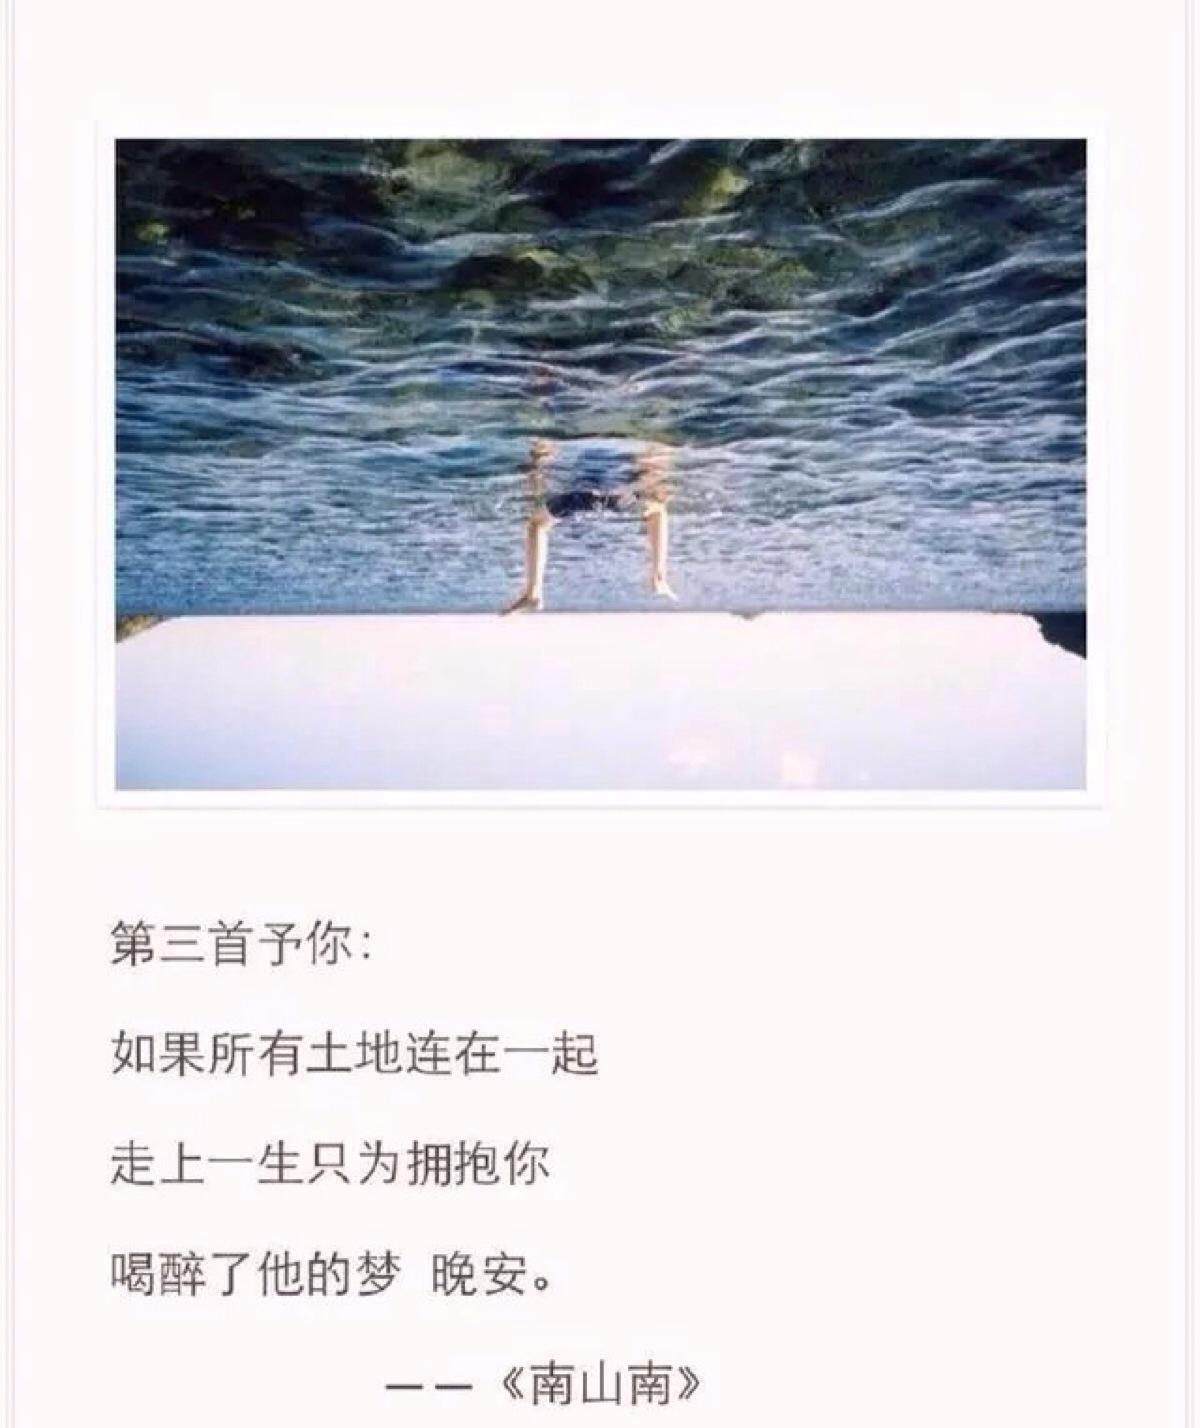 第三首予你：
如果所有土地连在一起
走上一生只为拥抱你
喝醉了他的梦 晚安。
——《南山南》